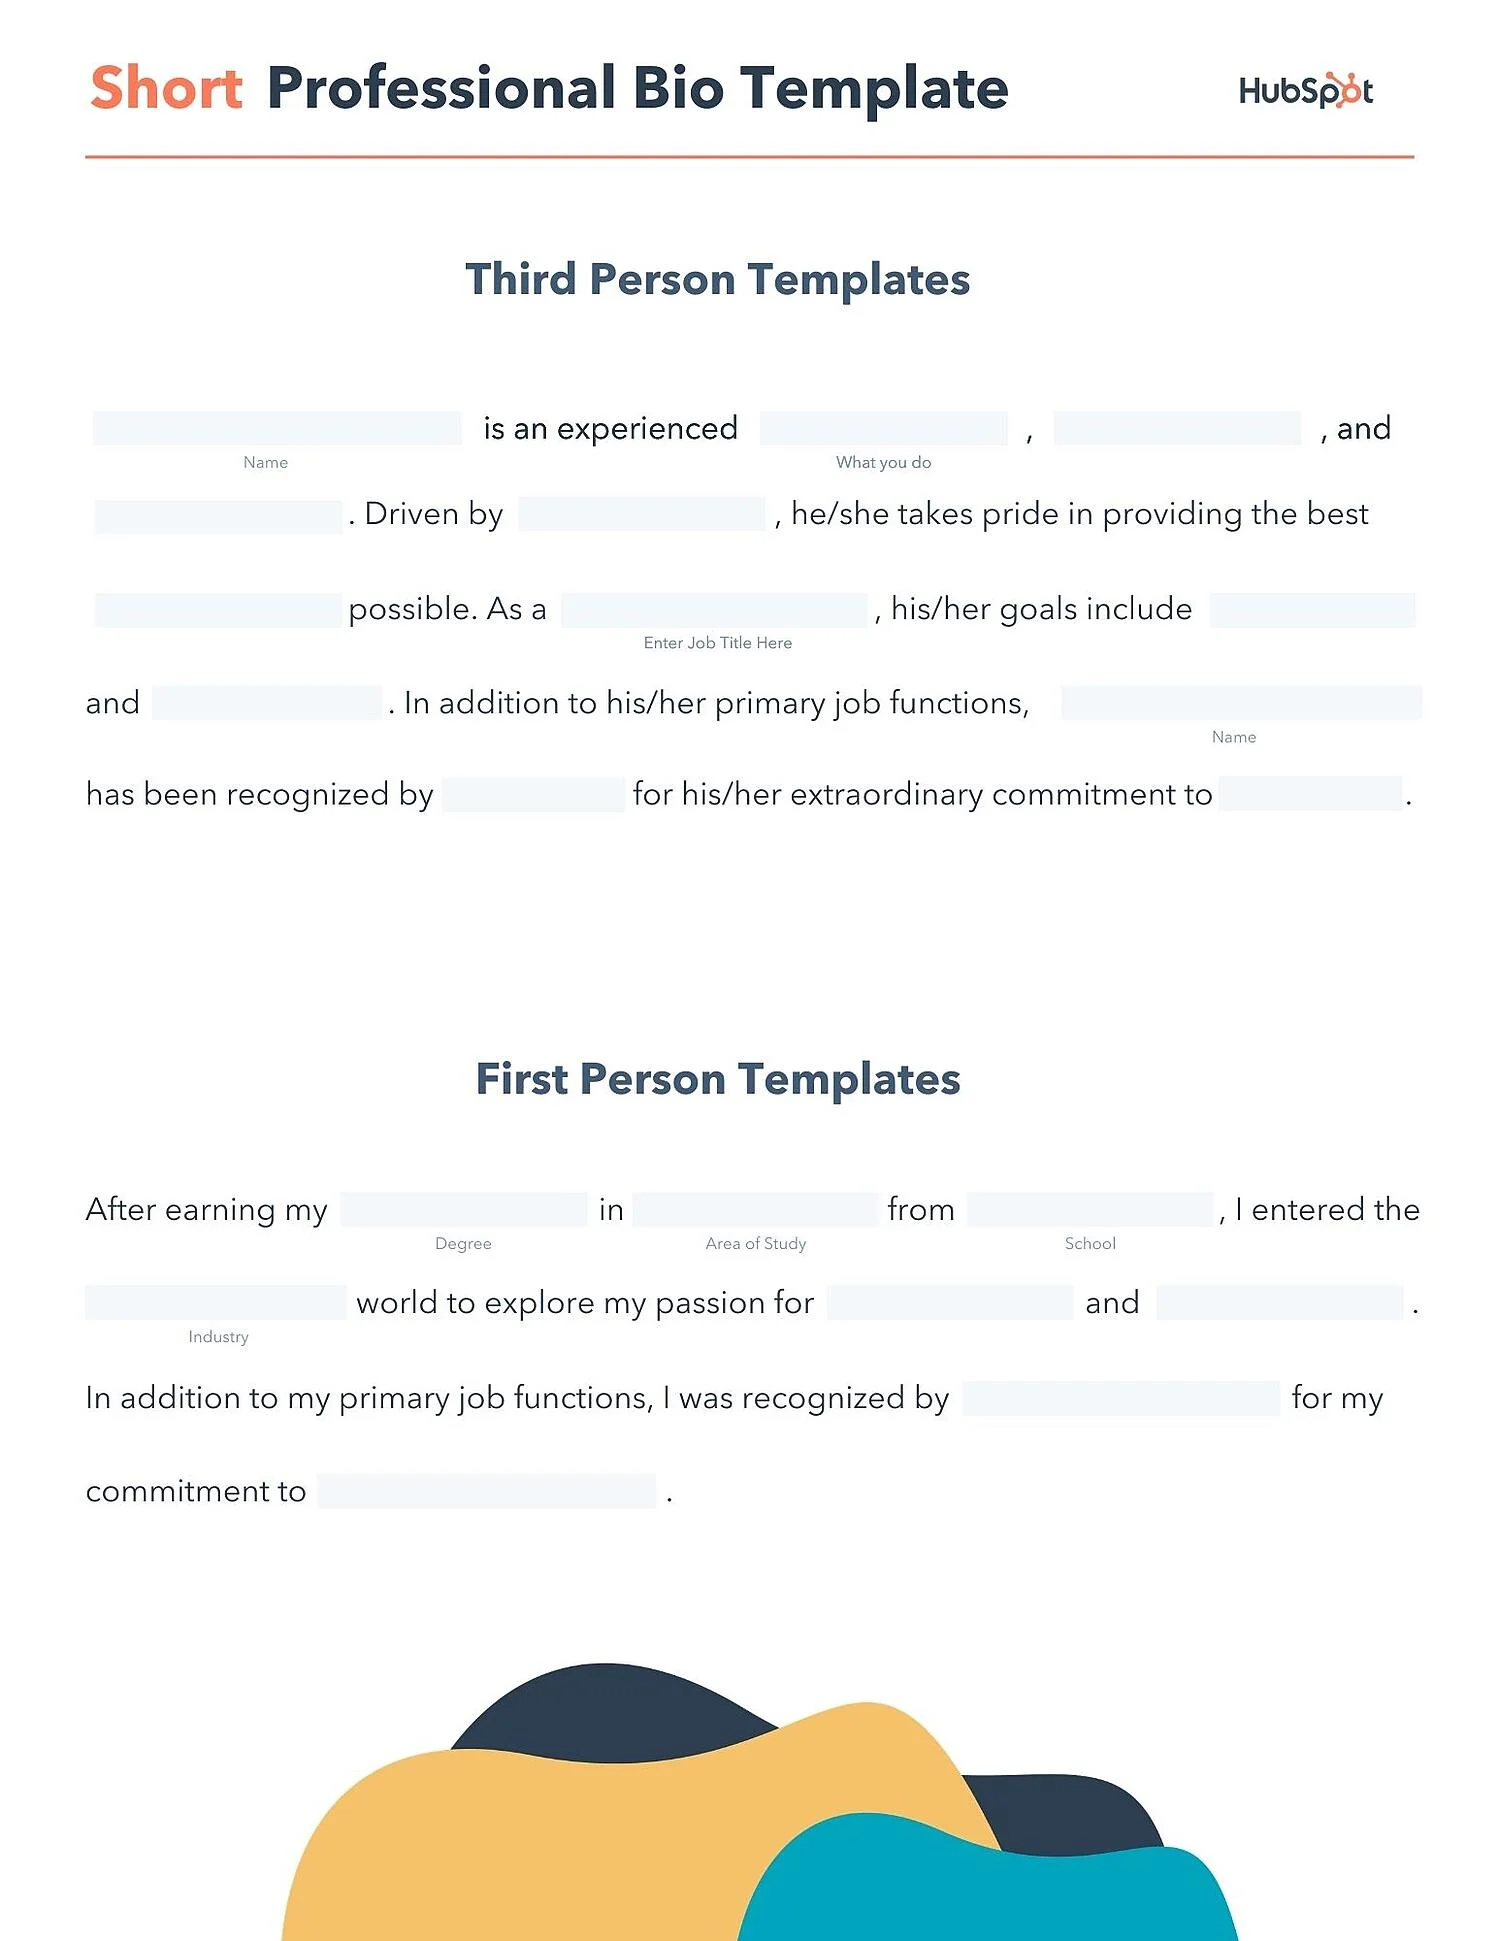 Short Professional Bio Template
HubSpot
Third Person Templates
is an experienced , , and
Name What you do
. Driven by , he/she takes pride in providing the best
possible. As a , his/her goals include
Enter Job Title Here
and . In addition to his/her primary job functions,
Name
has been recognized by for his/her extraordinary commitment to .
First Person Templates
After earning my in from , I entered the
Degree Area of Study School
world to explore my passion for and .
Industry
In addition to my primary job functions, I was recognized by for my
commitment to .